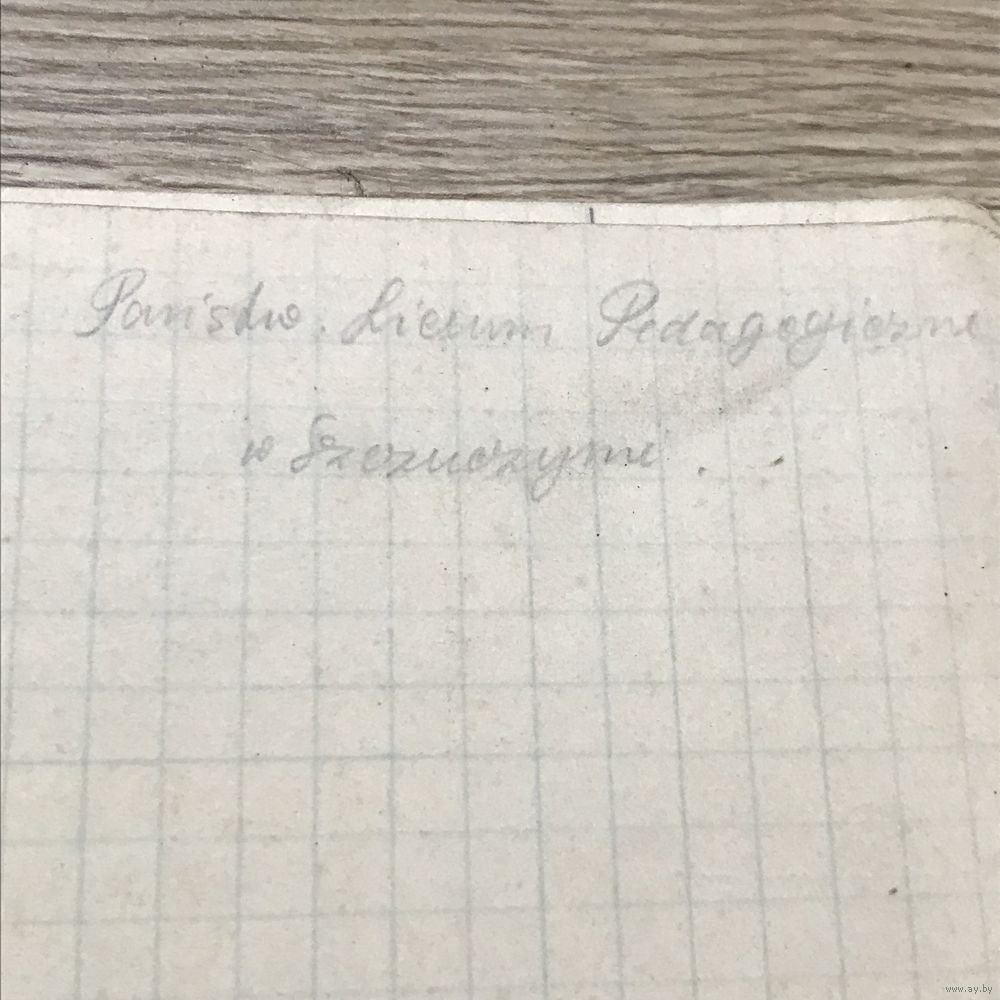 Państw. Liceum Pedagogiczne
w Szczuczynie.
www.ay.by